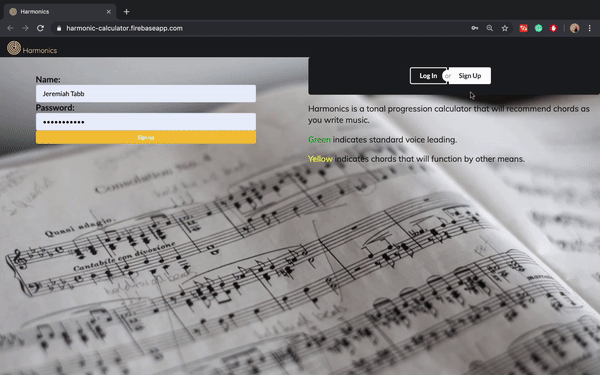 Harmonics
harmonic-calculator.firebaseapp.com
Harmonics
Name:
Jeremiah Tabb
Password:
•••••••••••
Sign up
Log In or Sign Up
Harmonics is a tonal progression calculator that will recommend chords as
you write music.
Green indicates standard voice leading.
Yellow indicates chords that will function by other means.
Consolation no. 4
Quasi adagio.
Cantabile con divozione